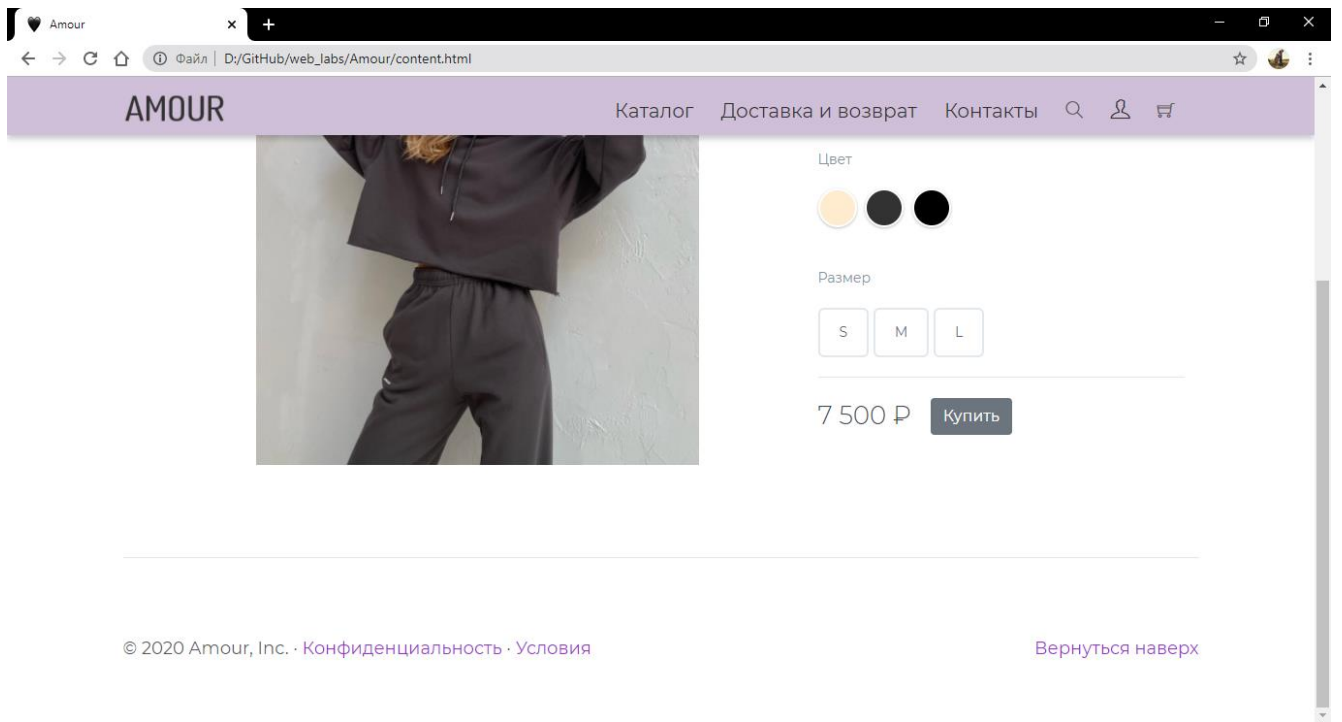 Amour
Файл | D:/GitHub/web_labs/Amour/content.html
AMOUR Каталог Доставка и возврат Контакты
Цвет
Размер
S M L
7 500 ₽ Купить
© 2020 Amour, Inc. · Конфиденциальность · Условия Вернуться наверх